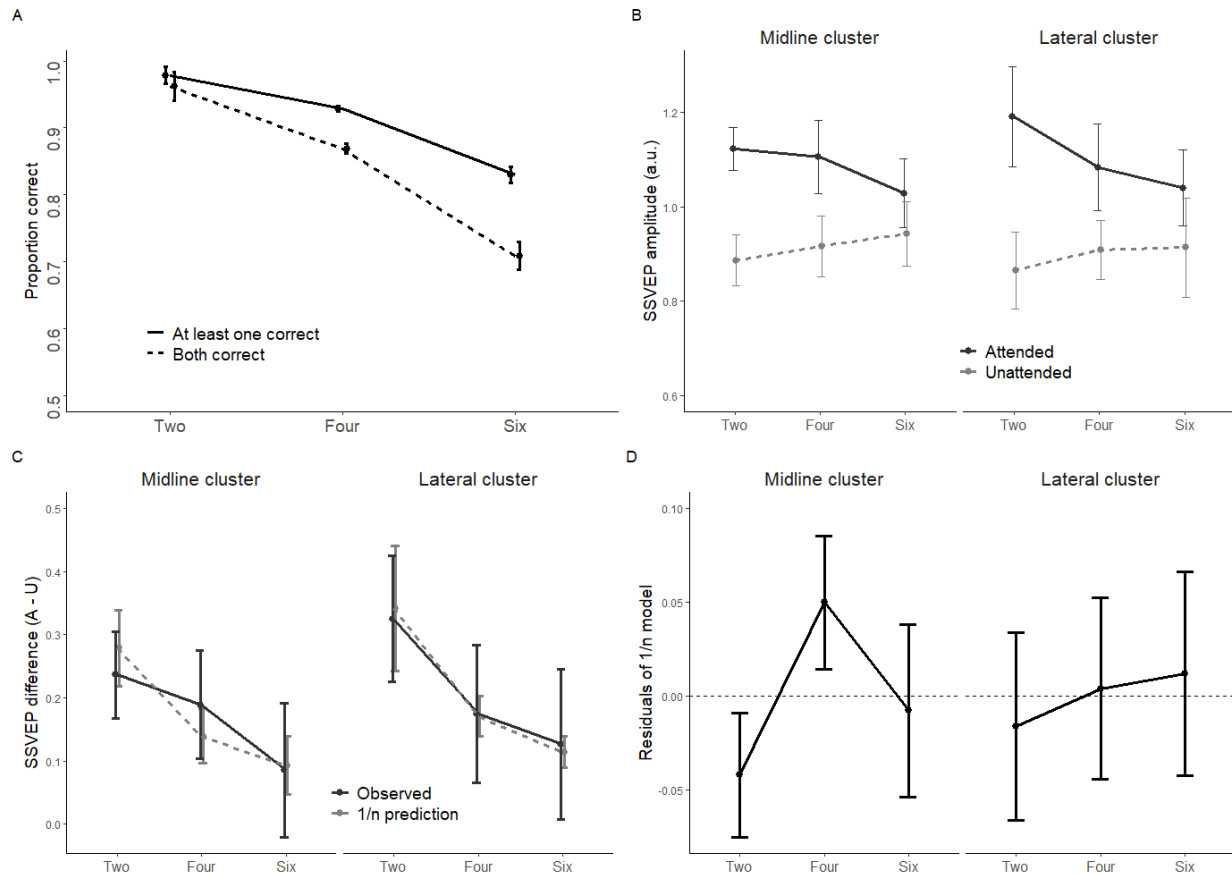 A
Proportion correct
1.0
0.9
0.8
0.7
0.6
0.5
At least one correct
Both correct
Two Four Six
B
Midline cluster Lateral cluster
SSVEP amplitude (a.u.)
1.2
1.0
0.8
0.6
Attended
Unattended
Two Four Six Two Four Six
C
Midline cluster Lateral cluster
SSVEP difference (A - U)
0.5
0.4
0.3
0.2
0.1
0.0
Observed
1/n prediction
Two Four Six Two Four Six
D
Midline cluster Lateral cluster
Residuals of 1/n model
0.10
0.05
0.00
-0.05
Two Four Six Two Four Six